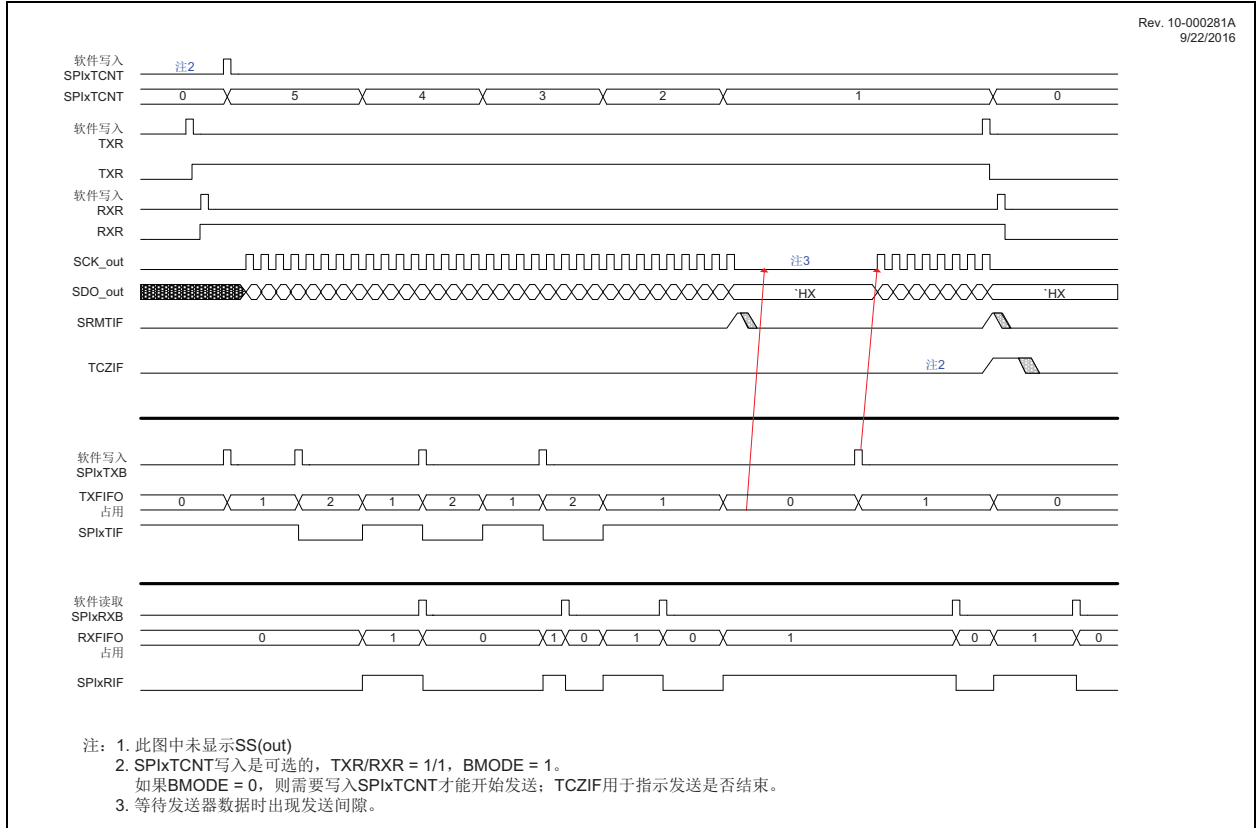 Rev. 10-000281A
9/22/2016
软件写入
SPIxTCNT
注2
SPIxTCNT
0 5 4 3 2 1 0
软件写入
TXR
TXR
软件写入
RXR
RXR
SCK_out
注3
SDO_out
`HX `HX
SRMTIF
TCZIF
注2
软件写入
SPIxTXB
TXFIFO
占用
0 1 2 1 2 1 2 1 0 1 0
SPIxTIF
软件读取
SPIxRXB
RXFIFO
占用
0 1 0 1 0 1 0 1 0 1 0
SPIxRIF
注：1. 此图中未显示SS(out)
2. SPIxTCNT写入是可选的，TXR/RXR = 1/1，BMODE = 1。
如果BMODE = 0，则需要写入SPIxTCNT才能开始发送；TCZIF用于指示发送是否结束。
3. 等待发送器数据时出现发送间隙。